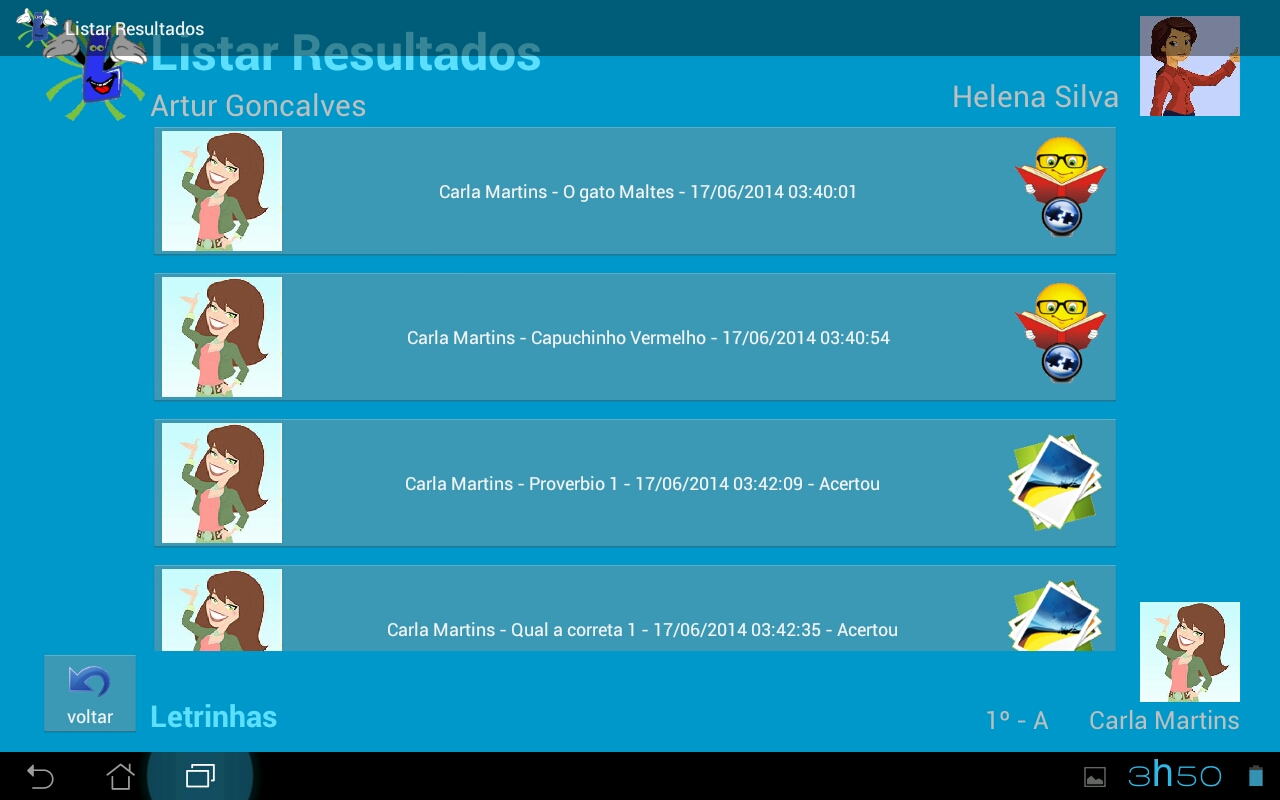 Listar Resultados
Listar Resultados
Artur Goncalves
Helena Silva
Carla Martins - O gato Maltes - 17/06/2014 03:40:01
Carla Martins - Capuchinho Vermelho - 17/06/2014 03:40:54
Carla Martins - Proverbio 1 - 17/06/2014 03:42:09 - Acertou
Carla Martins - Qual a correta 1 - 17/06/2014 03:42:35 - Acertou
voltar
Letrinhas
1º - A
Carla Martins
3h50